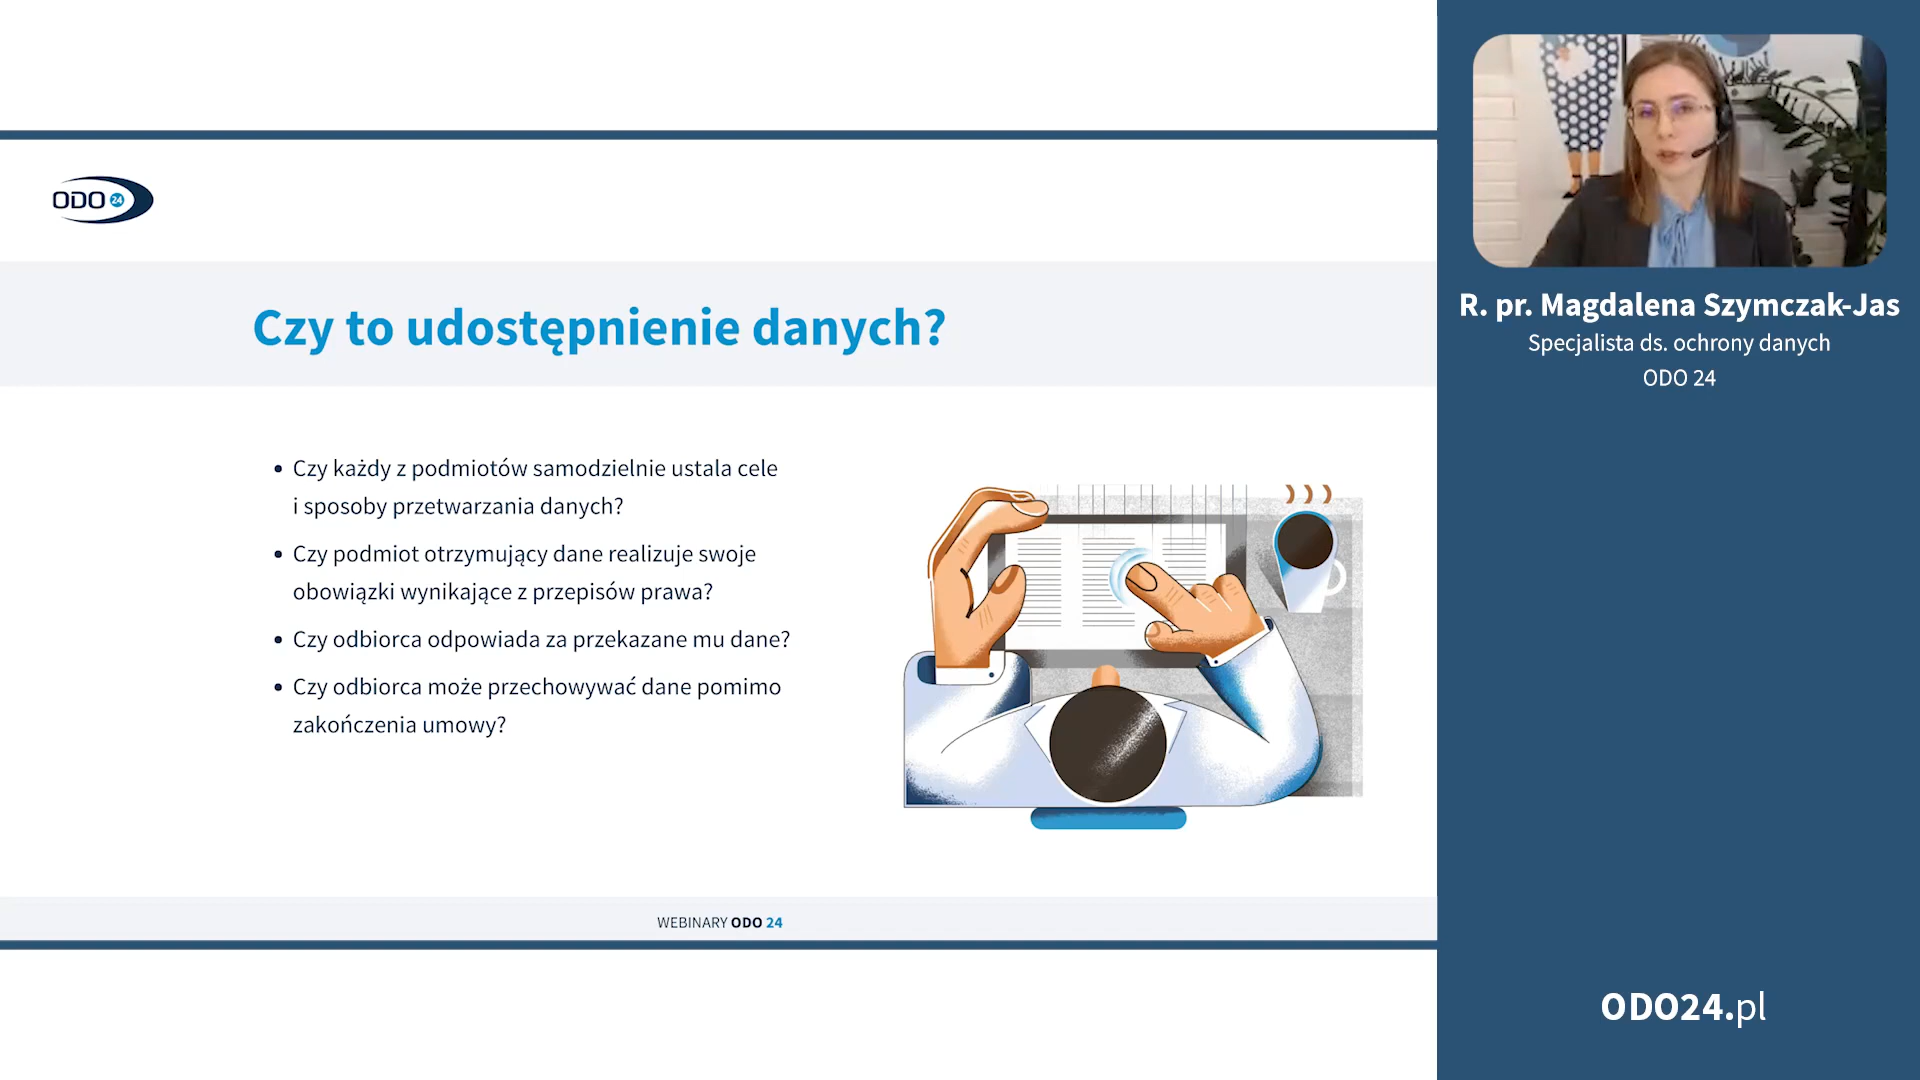 ODO 24
Czy to udostępnienie danych?
Czy każdy z podmiotów samodzielnie ustala cele
i sposoby przetwarzania danych?
Czy podmiot otrzymujący dane realizuje swoje
obowiązki wynikające z przepisów prawa?
Czy odbiorca odpowiada za przekazane mu dane?
Czy odbiorca może przechowywać dane pomimo
zakończenia umowy?
WEBINARY ODO 24
R. pr. Magdalena Szymczak-Jas
Specjalista ds. ochrony danych
ODO 24
ODO24.pl